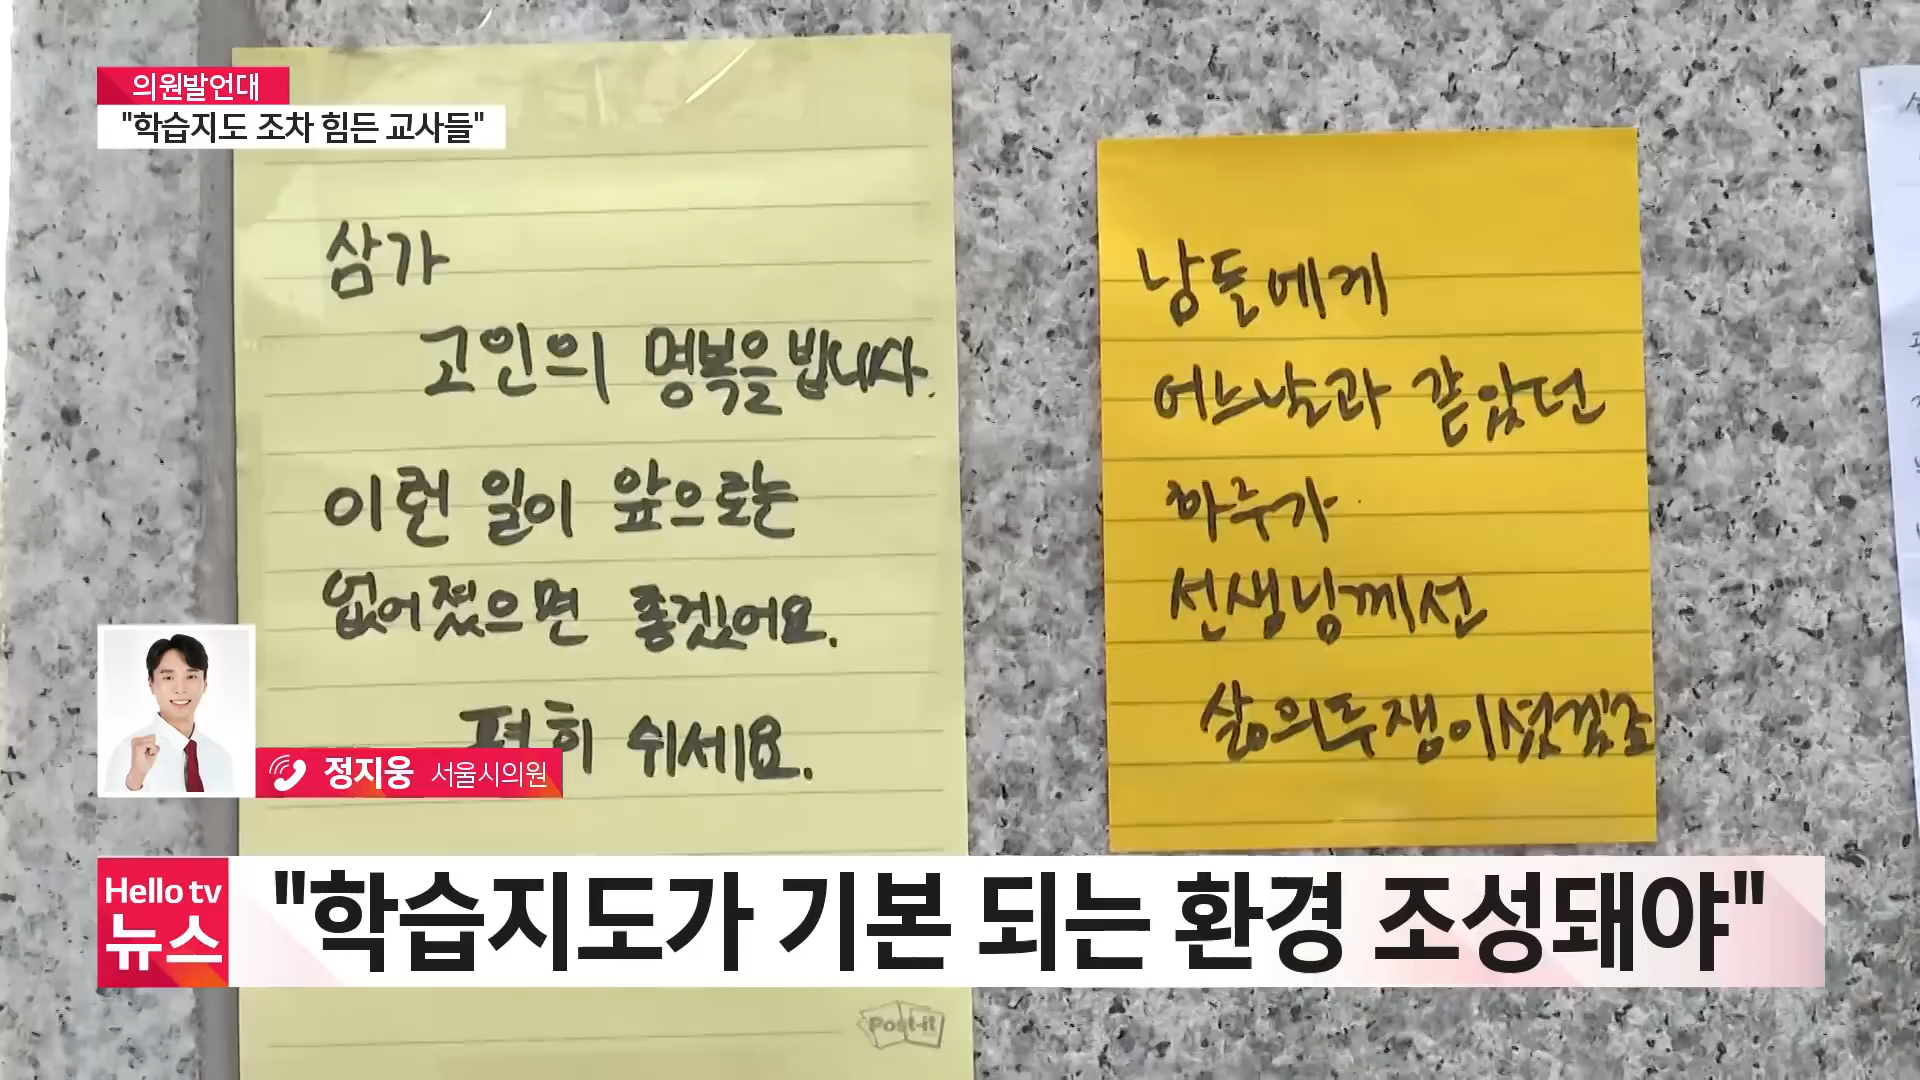 의원발언대
"학습지도 조차 힘든 교사들"
삼가
고인의 명복을 빕니다.
이런 일이 앞으로는
없어졌으면 좋겠어요.
편히 쉬세요.
남들에게
어느날과 같았던
하루가
선생님께선
삶의투쟁이셨겠죠
정지웅 서울시의원
Hello tv
뉴스
"학습지도가 기본 되는 환경 조성돼야"
Post-it